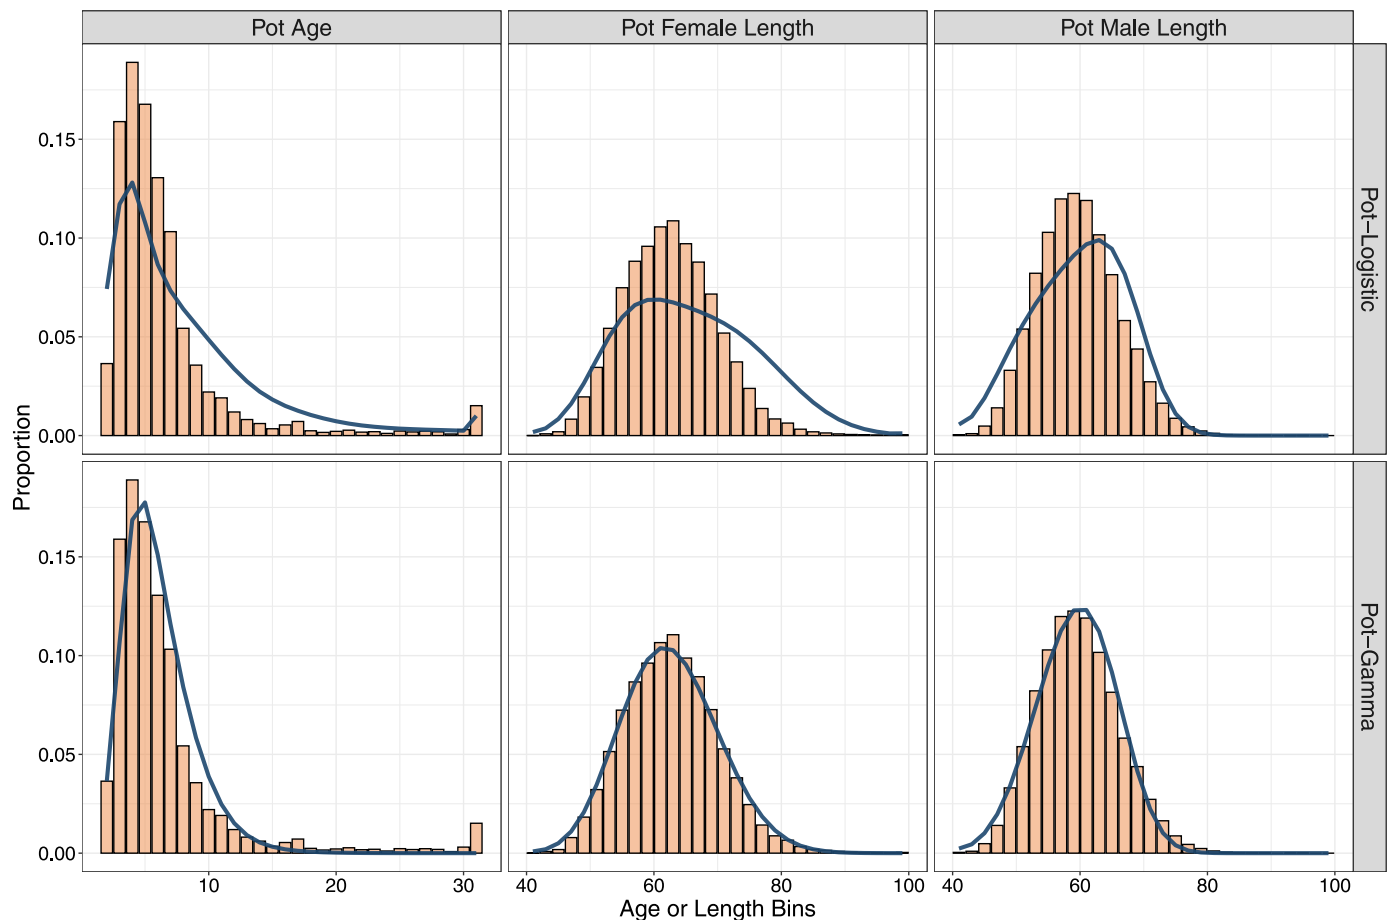 Pot Age
Pot Female Length
Pot Male Length
Proportion
0.15
0.10
0.05
0.00
Pot-Logistic
0.15
0.10
0.05
0.00
Pot-Gamma
10 20 30
40 60 80 100
40 60 80 100
Age or Length Bins